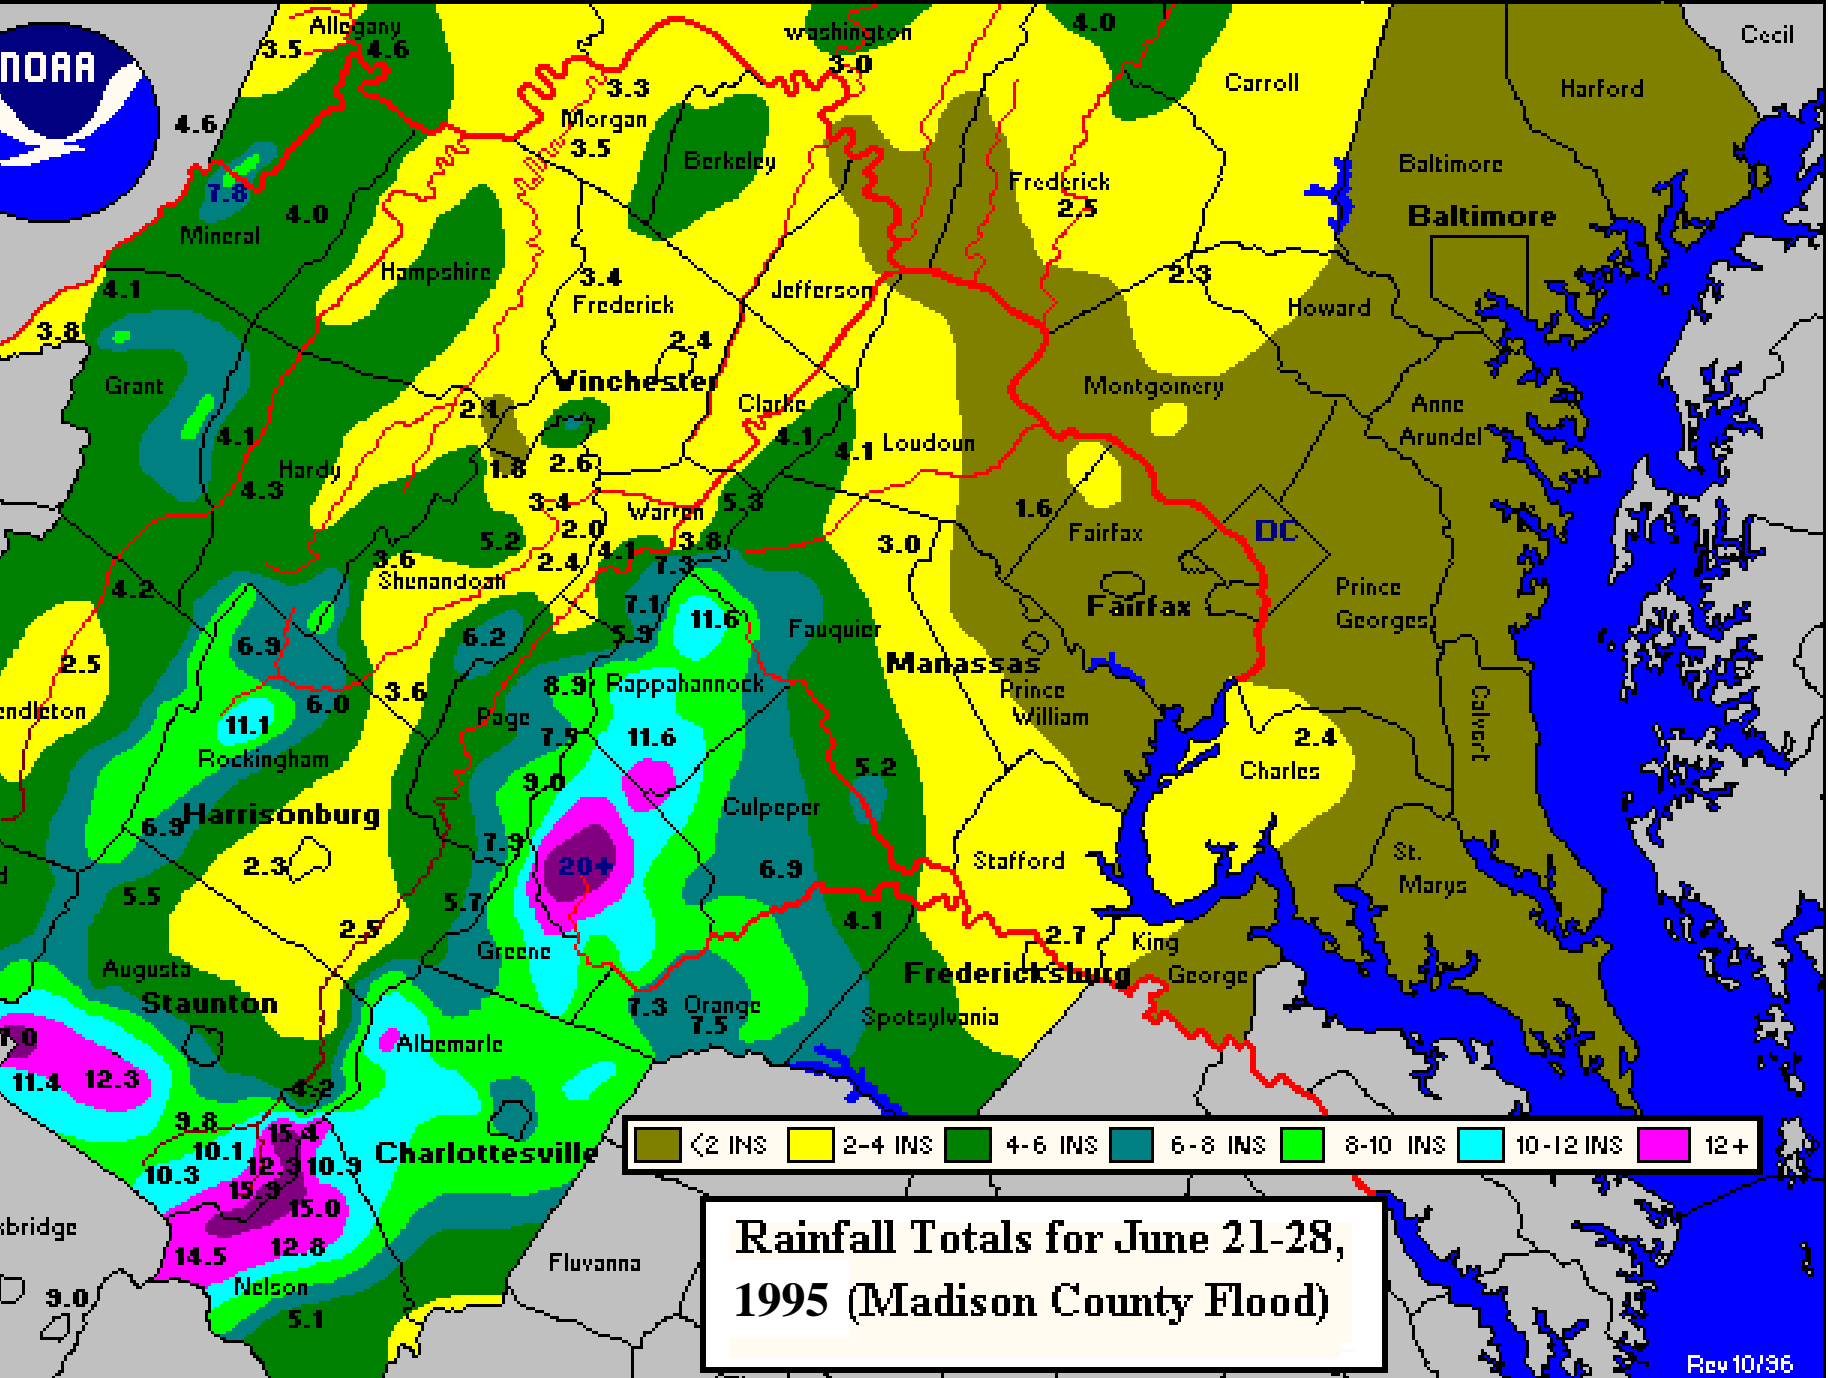 Allegany
3.5
4.6
washington
3.0
4.0
Carroll
Cecil
Harford
NOAA
4.6
3.3
Morgan
3.5
Berkeley
Frederick
2.5
Baltimore
Baltimore
7.8
4.0
Mineral
Hampshire
3.4
Frederick
Jefferson
2.3
Howard
4.1
3.8
2.4
Grant
Winchester
Clarke
Montgomery
Anne
Arundel
2.1
4.1
4.1
4.1
Loudoun
Hardy
1.8
2.6
4.3
3.4
Warren
5.3
1.6
Fairfax
DC
2.0
5.2
4.1
3.8
3.0
3.6
2.4
7.3
Shenandoah
4.2
7.1
11.6
Fairfax
Prince
Georges
6.9
6.2
5.9
Fauquier
2.5
Manassas
3.6
8.9
Rappahannock
Prince
William
Calvert
6.0
11.1
Page
7.5
11.6
2.4
Rockingham
5.2
Charles
9.0
Culpeper
Harrisonburg
6.9
7.9
St.
Marys
2.3
20+
6.9
Stafford
5.5
5.7
2.5
4.1
2.7
King
George
Greene
Augusta
Fredericksburg
Staunton
7.3
Orange
7.5
Spotsylvania
7.0
Albemarle
11.4
12.3
4.2
9.8
15.4
10.1
12.3
10.9
Charlottesville
10.3
15.9
15.0
<2 INS
2-4 INS
4-6 INS
6-8 INS
8-10 INS
10-12 INS
12+
14.5
12.8
Fluvanna
Nelson
9.0
5.1
Rainfall Totals for June 21-28,
1995 (Madison County Flood)
Rev 10/96